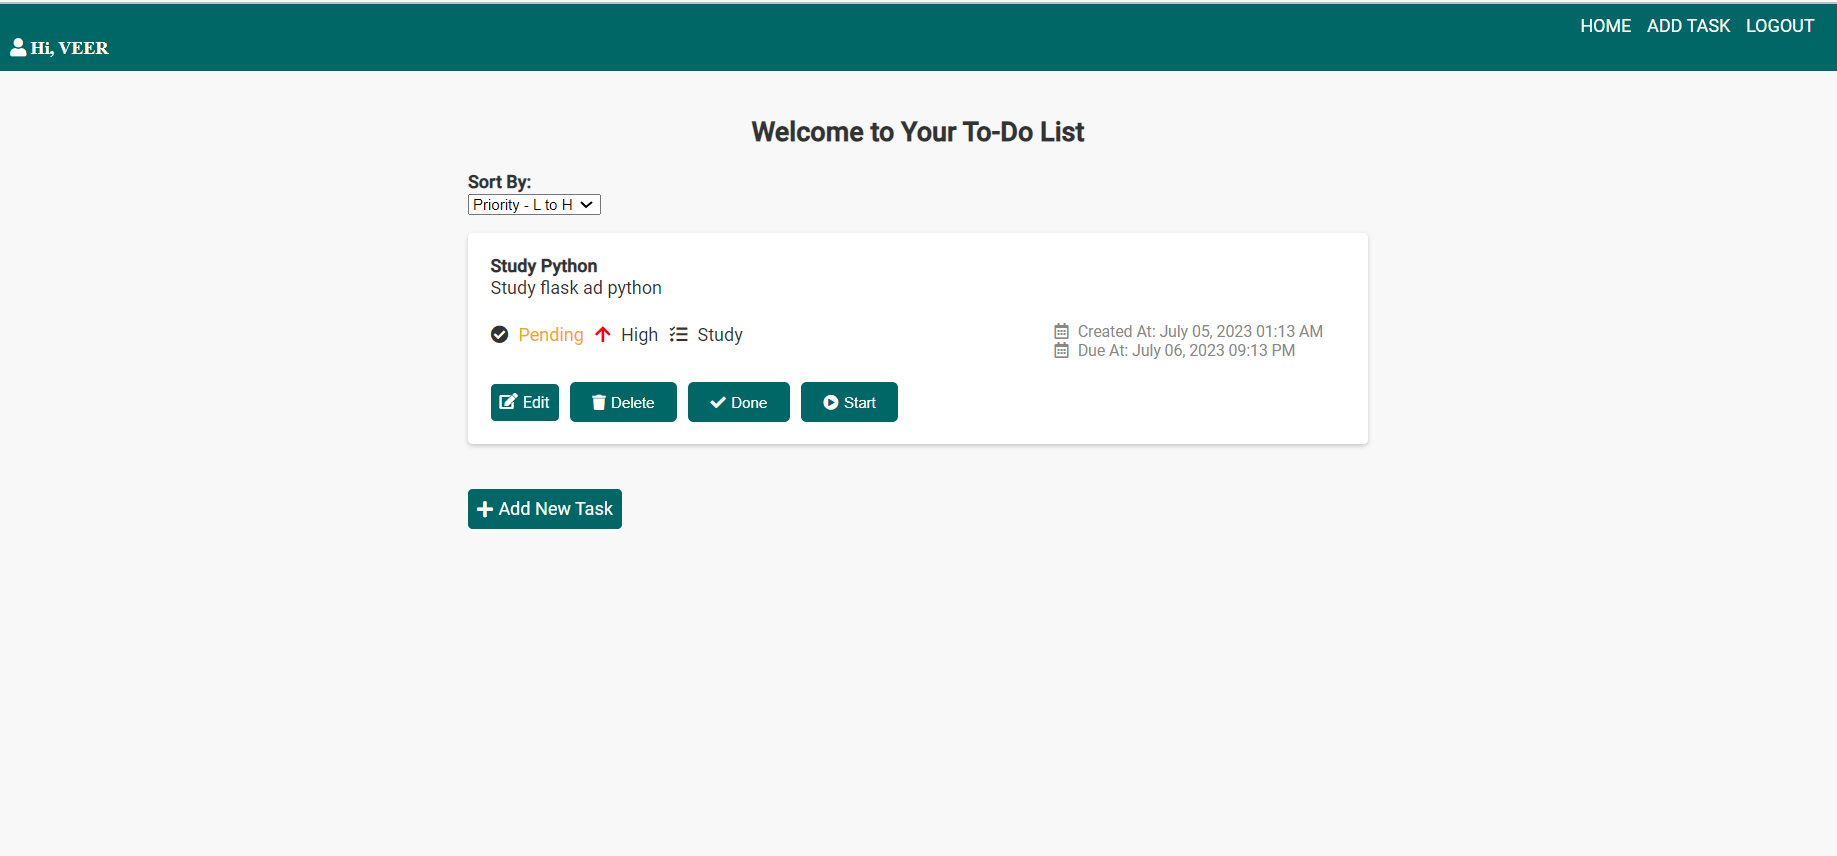 HOME ADD TASK LOGOUT
Hi, VEER
Welcome to Your To-Do List
Sort By:
Priority - L to H
Study Python
Study flask ad python
Pending High Study
Created At: July 05, 2023 01:13 AM
Due At: July 06, 2023 09:13 PM
Edit Delete Done Start
Add New Task